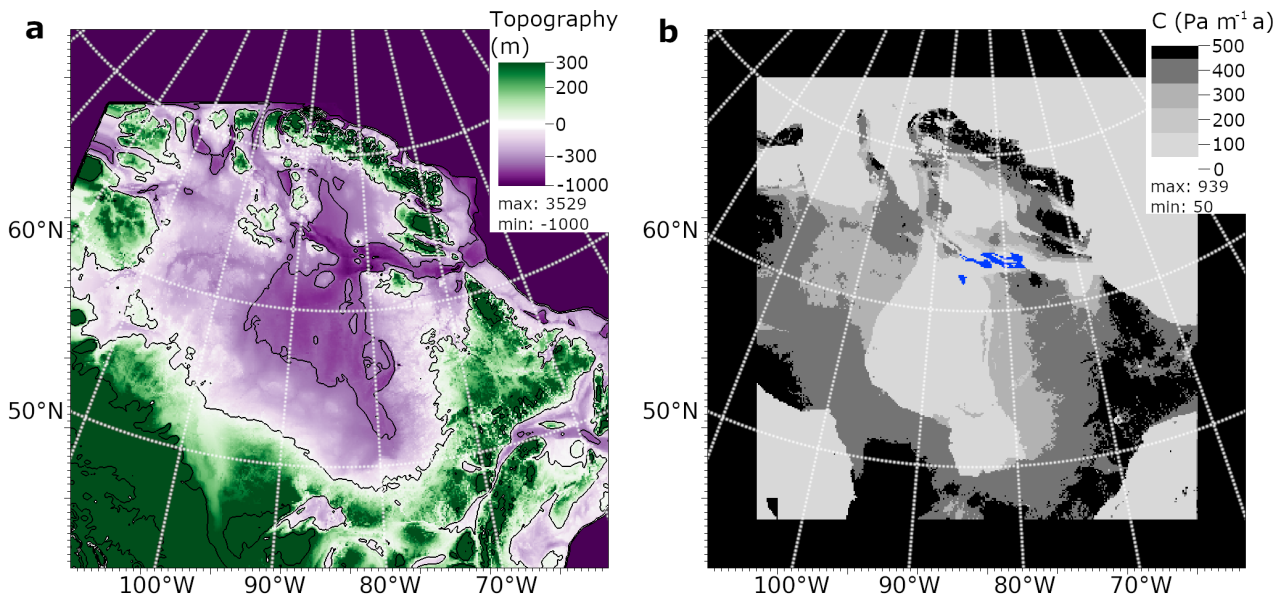 a
Topography
(m)
300
200
0
-300
-1000
max: 3529
min: -1000
60°N
50°N
100°W 90°W 80°W 70°W
b
C (Pa m⁻¹ a)
500
400
300
200
100
0
max: 939
min: 50
60°N
50°N
100°W 90°W 80°W 70°W